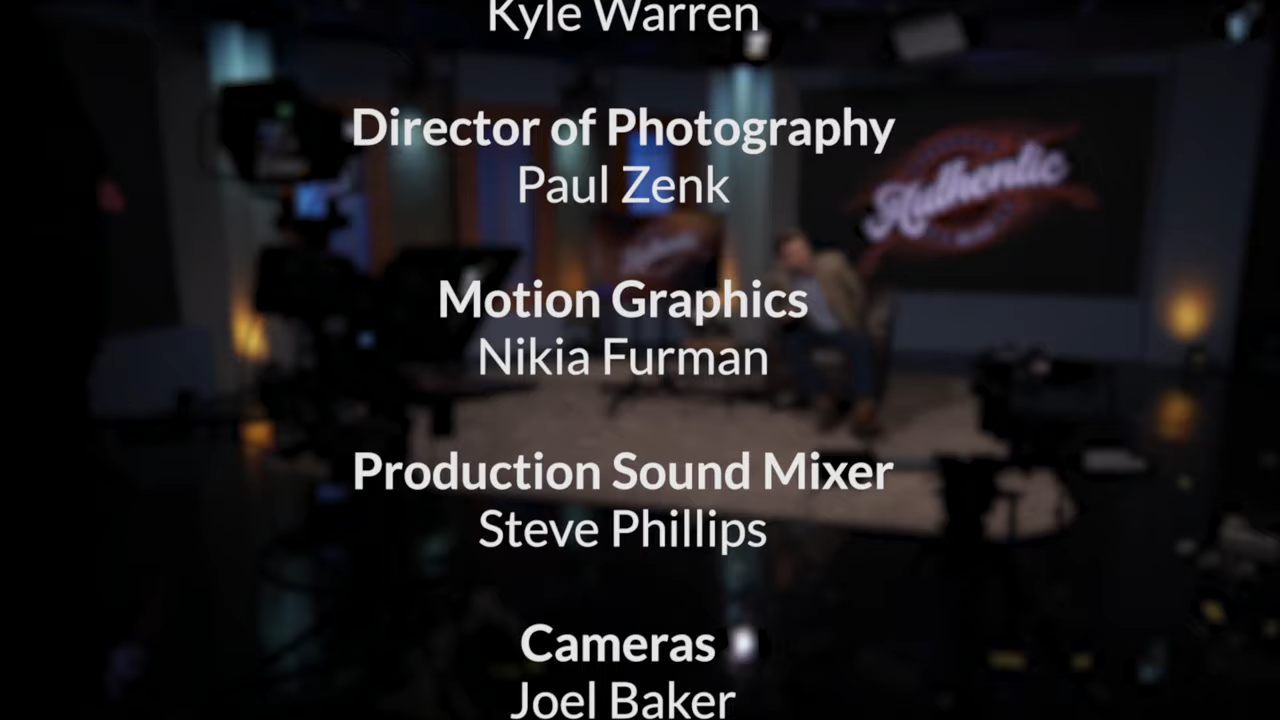 Kyle Warren
Director of Photography
Paul Zenk
Authentic
Motion Graphics
Nikia Furman
Production Sound Mixer
Steve Phillips
Cameras
Joel Baker